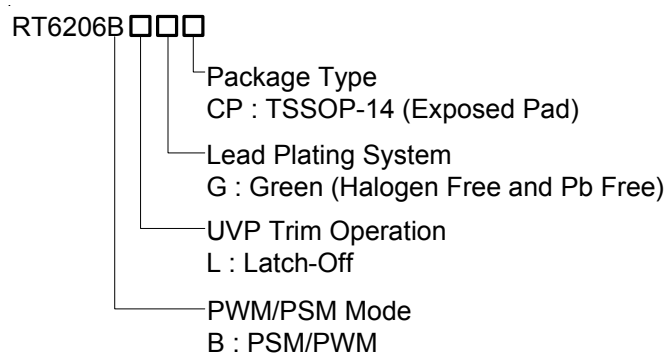 RT6206B□□□
Package Type
CP : TSSOP-14 (Exposed Pad)
Lead Plating System
G : Green (Halogen Free and Pb Free)
UVP Trim Operation
L : Latch-Off
PWM/PSM Mode
B : PSM/PWM